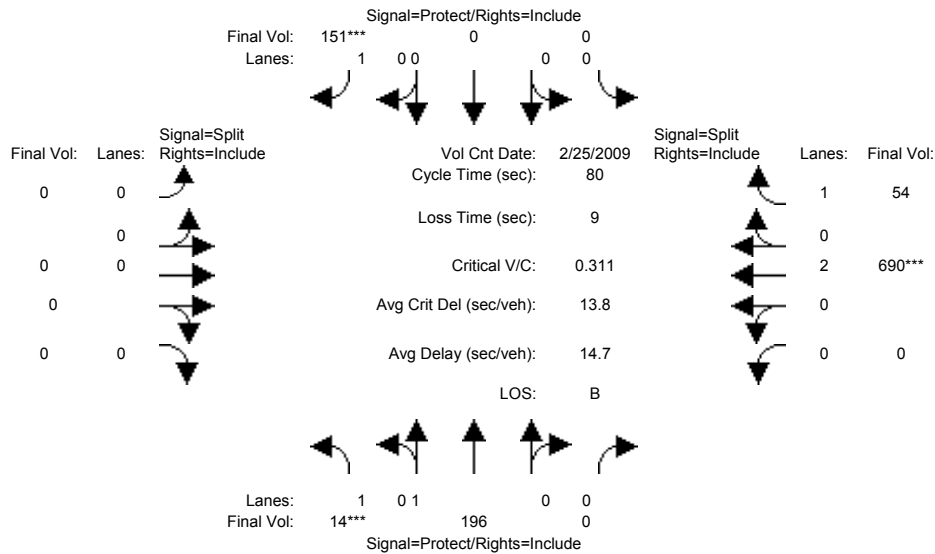 Signal=Protect/Rights=Include
Final Vol: 151*** 0 0
Lanes: 1 0 0 0 0
Signal=Split
Final Vol: Lanes: Rights=Include
Vol Cnt Date: 2/25/2009
Signal=Split
Rights=Include Lanes: Final Vol:
Cycle Time (sec): 80
0 0
1 54
Loss Time (sec): 9
0
0
0 0
Critical V/C: 0.311
2 690***
0
Avg Crit Del (sec/veh): 13.8
0
0 0
Avg Delay (sec/veh): 14.7
0 0
LOS: B
Lanes: 1 0 1 0 0
Final Vol: 14*** 196 0
Signal=Protect/Rights=Include